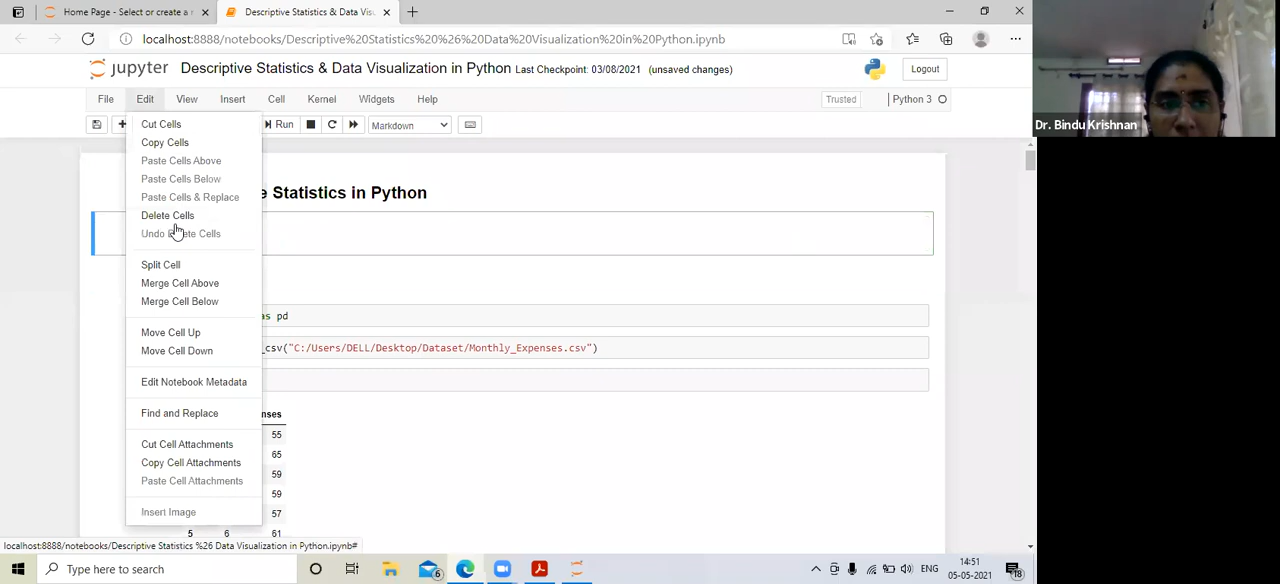 Home Page - Select or create a n
Descriptive Statistics & Data Visu
localhost:8888/notebooks/Descriptive%20Statistics%20%26%20Data%20Visualization%20in%20Python.ipynb
jupyter Descriptive Statistics & Data Visualization in Python Last Checkpoint: 03/08/2021 (unsaved changes)
Logout
File Edit View Insert Cell Kernel Widgets Help
Trusted Python 3
Run Markdown
Cut Cells
Copy Cells
Paste Cells Above
Paste Cells Below
Paste Cells & Replace
Delete Cells
Undo Delete Cells
Split Cell
Merge Cell Above
Merge Cell Below
Move Cell Up
Move Cell Down
Edit Notebook Metadata
Find and Replace
Cut Cell Attachments
Copy Cell Attachments
Paste Cell Attachments
Insert Image
e Statistics in Python
as pd
_csv("C:/Users/DELL/Desktop/Dataset/Monthly_Expenses.csv")
nses
55
65
59
59
57
5 6 61
localhost:8888/notebooks/Descriptive Statistics %26 Data Visualization in Python.ipynb#
Type here to search
6
ENG
14:51
05-05-2021
18
Dr. Bindu Krishnan